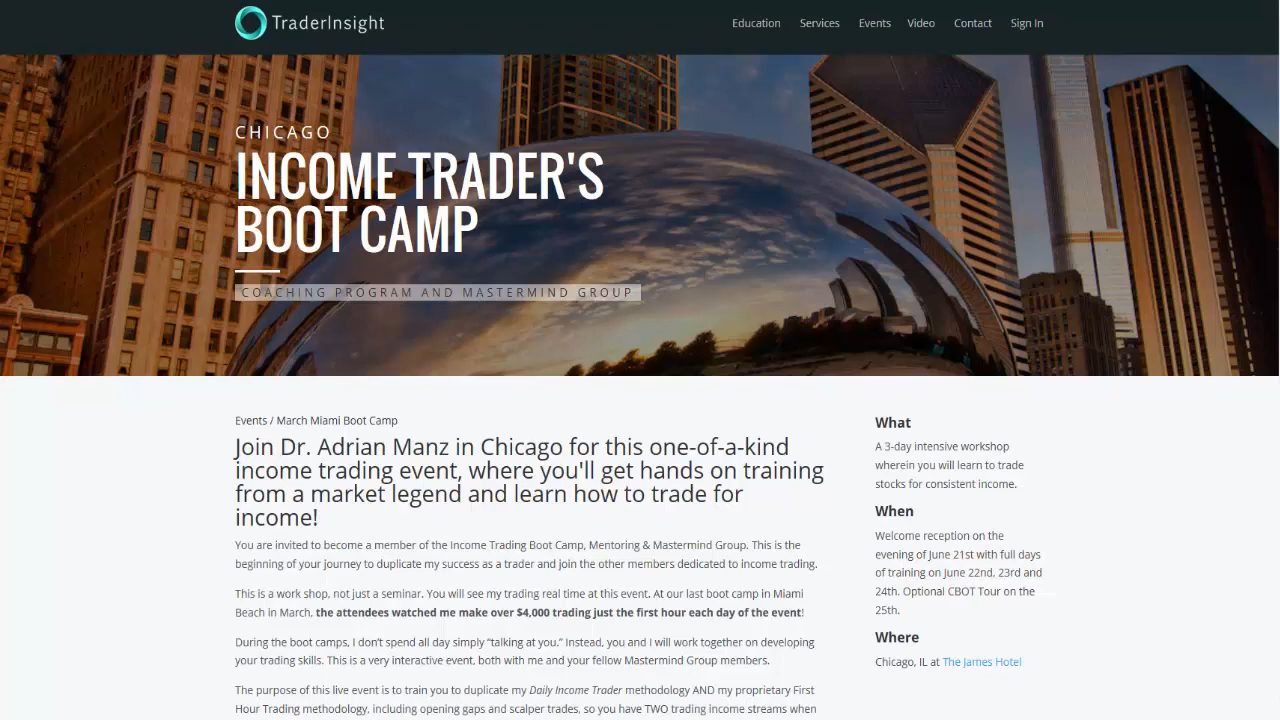 TraderInsight
Education Services Events Video Contact Sign In
CHICAGO
INCOME TRADER'S
BOOT CAMP
COACHING PROGRAM AND MASTERMIND GROUP
Events / March Miami Boot Camp
Join Dr. Adrian Manz in Chicago for this one-of-a-kind
income trading event, where you'll get hands on training
from a market legend and learn how to trade for
income!
You are invited to become a member of the Income Trading Boot Camp, Mentoring & Mastermind Group. This is the
beginning of your journey to duplicate my success as a trader and join the other members dedicated to income trading.
This is a work shop, not just a seminar. You will see my trading real time at this event. At our last boot camp in Miami
Beach in March, the attendees watched me make over $4,000 trading just the first hour each day of the event!
During the boot camps, I don't spend all day simply “talking at you.” Instead, you and I will work together on developing
your trading skills. This is a very interactive event, both with me and your fellow Mastermind Group members.
The purpose of this live event is to train you to duplicate my Daily Income Trader methodology AND my proprietary First
Hour Trading methodology, including opening gaps and scalper trades, so you have TWO trading income streams when
What
A 3-day intensive workshop
wherein you will learn to trade
stocks for consistent income.
When
Welcome reception on the
evening of June 21st with full days
of training on June 22nd, 23rd and
24th. Optional CBOT Tour on the
25th.
Where
Chicago, IL at The James Hotel